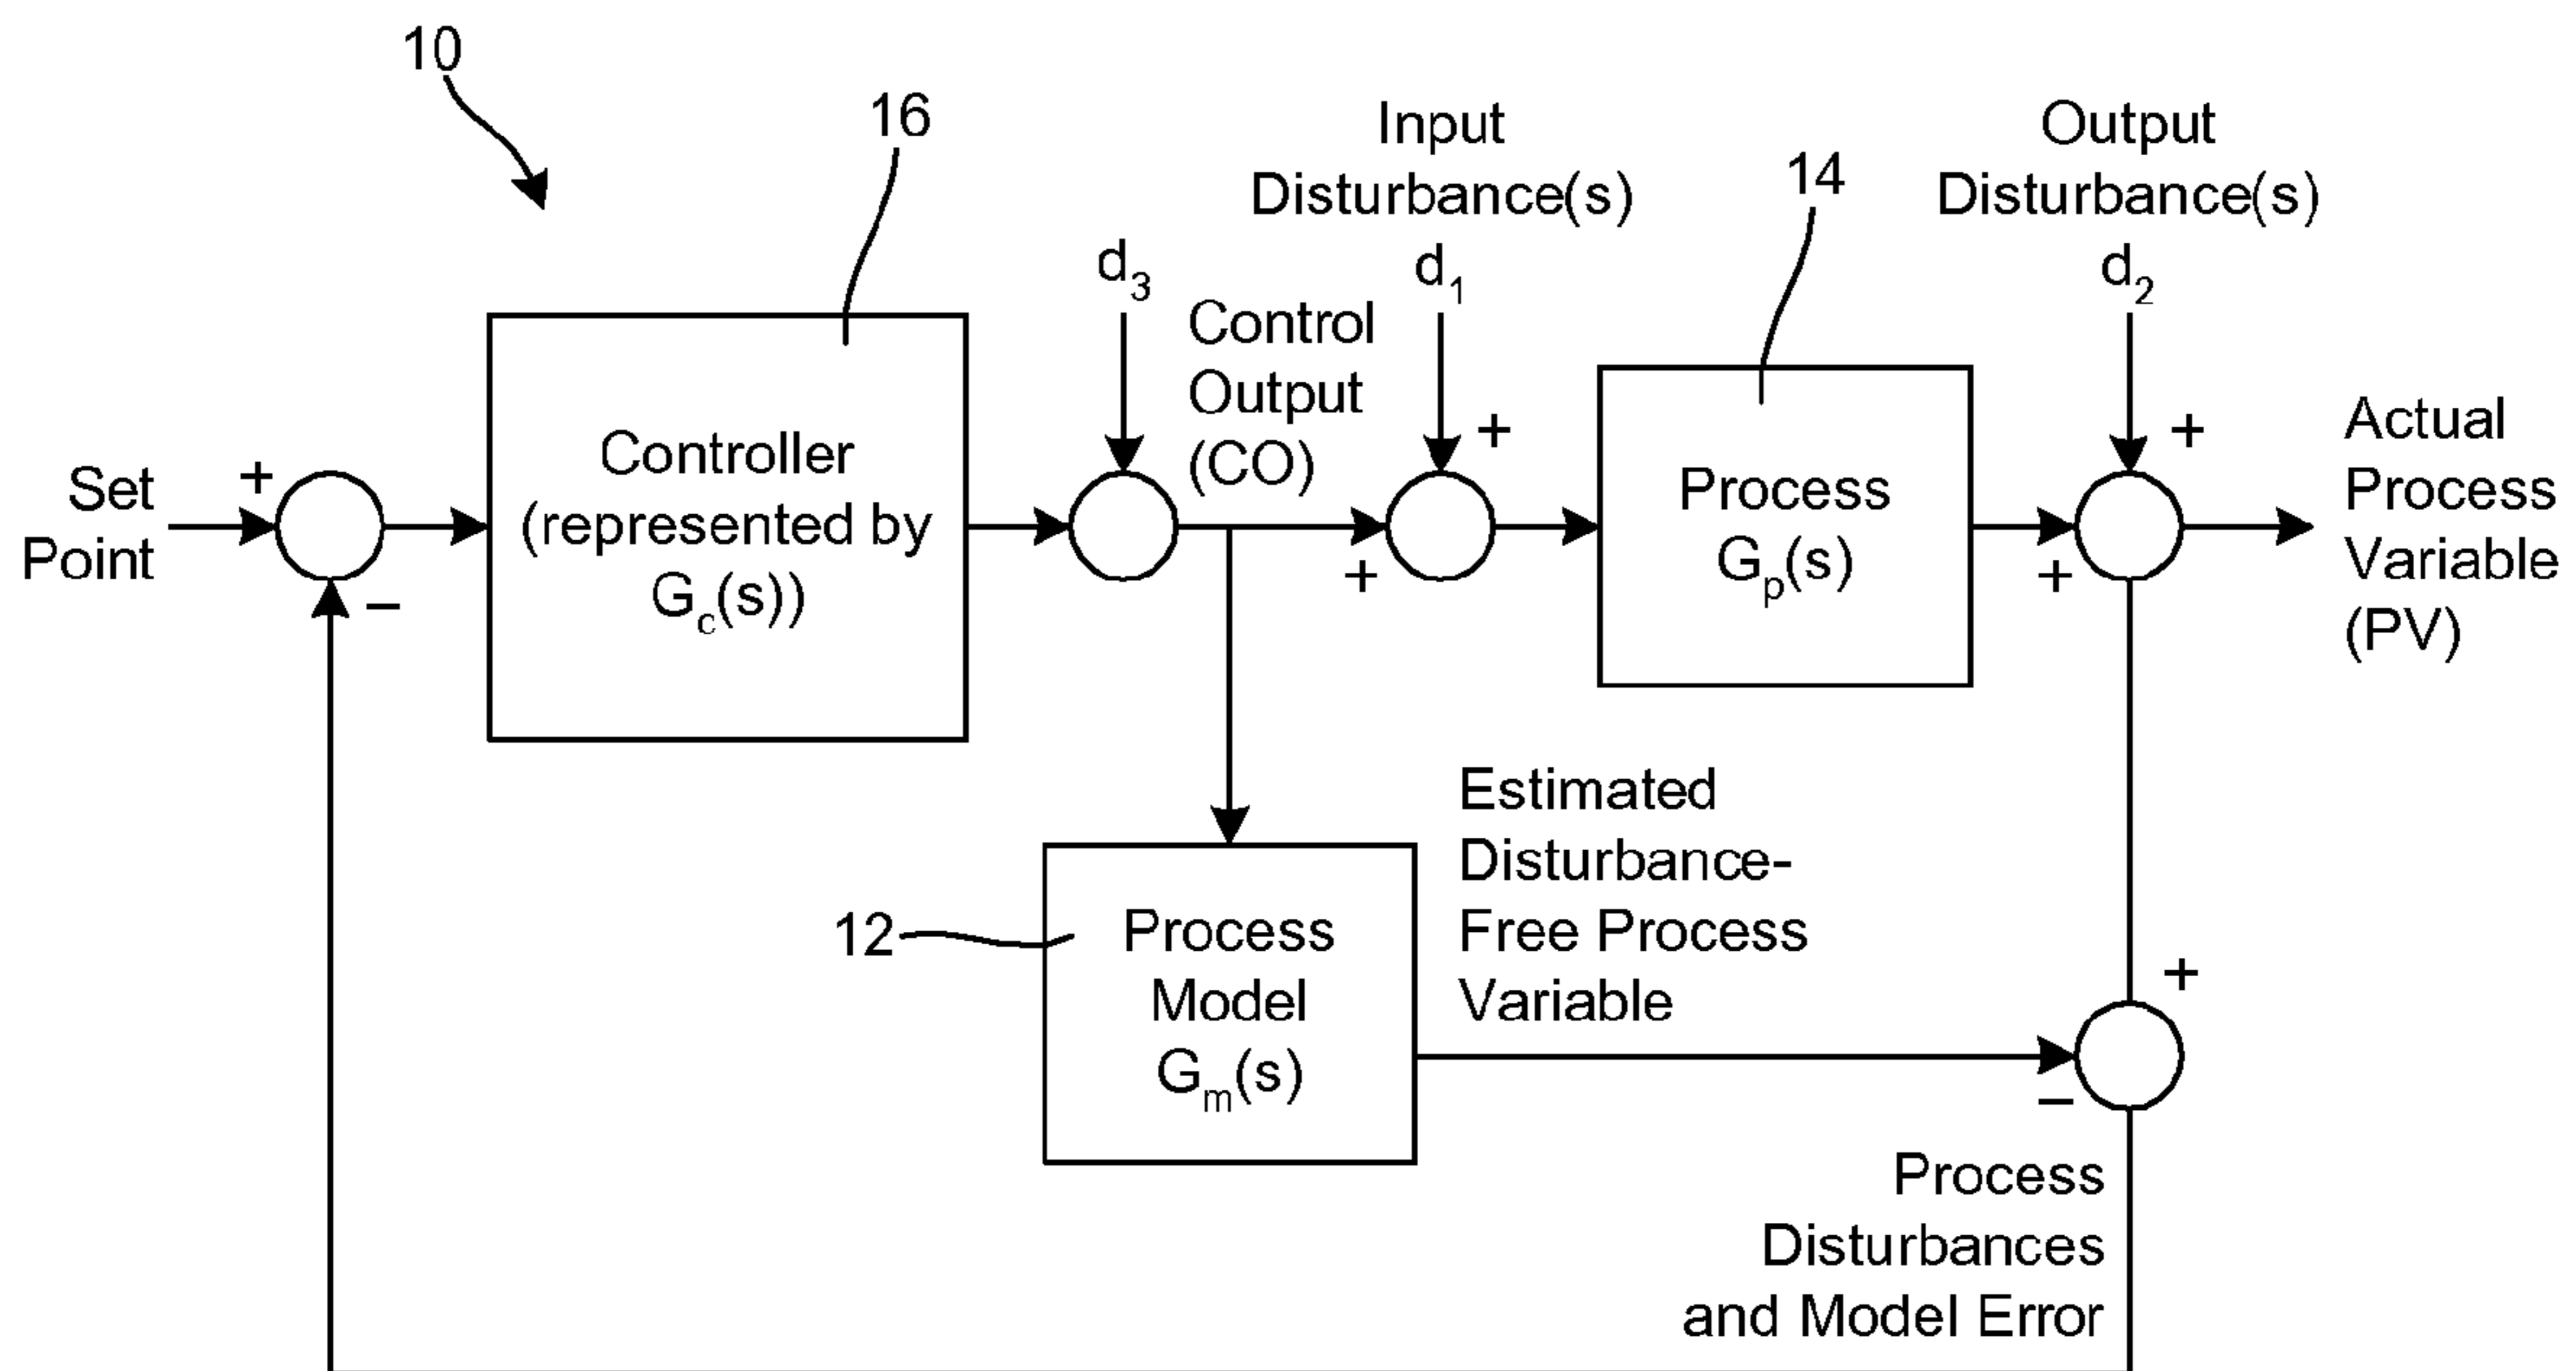 10
16
Input
Disturbance(s)
d1
14
Output
Disturbance(s)
d2
d3
Control
Output
(CO)
Set
Point
+
−
Controller
(represented by
Gc(s))
+
+
Process
Gp(s)
+
+
Actual
Process
Variable
(PV)
12
Process
Model
Gm(s)
Estimated
Disturbance-
Free Process
Variable
+
−
Process
Disturbances
and Model Error